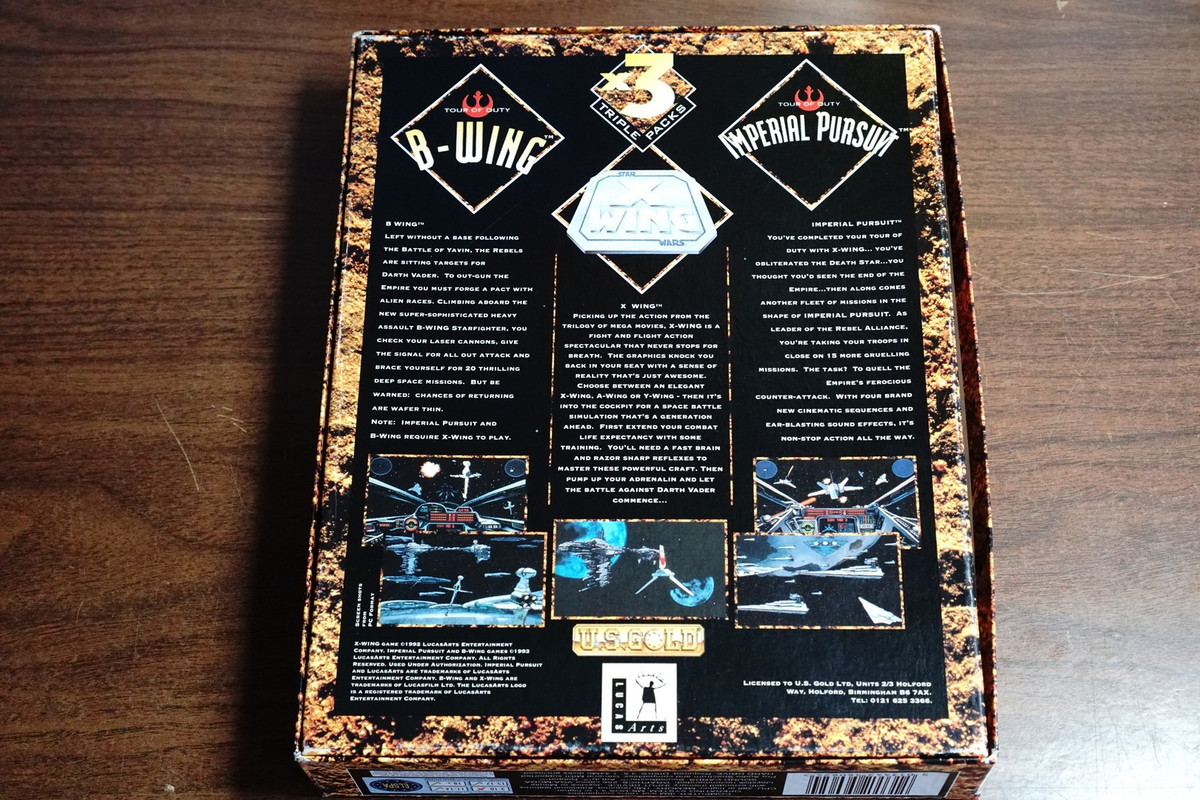 x3
TRIPLE PACKS
TOUR OF DUTY
B-WING™
STAR
X
WING
WARS
TOUR OF DUTY
IMPERIAL PURSUIT™
B WING™
LEFT WITHOUT A BASE FOLLOWING
THE BATTLE OF YAVIN, THE REBELS
ARE SITTING TARGETS FOR
DARTH VADER. TO OUT-GUN THE
EMPIRE YOU MUST FORGE A PACT WITH
ALIEN RACES. CLIMBING ABOARD THE
NEW SUPER-SOPHISTICATED HEAVY
ASSAULT B-WING STARFIGHTER, YOU
CHECK YOUR LASER CANNONS, GIVE
THE SIGNAL FOR ALL OUT ATTACK AND
BRACE YOURSELF FOR 20 THRILLING
DEEP SPACE MISSIONS. BUT BE
WARNED: CHANCES OF RETURNING
ARE WAFER THIN.
NOTE: IMPERIAL PURSUIT AND
B-WING REQUIRE X-WING TO PLAY.
X WING™
PICKING UP THE ACTION FROM THE
TRILOGY OF MEGA MOVIES, X-WING IS A
FIGHT AND FLIGHT ACTION
SPECTACULAR THAT NEVER STOPS FOR
BREATH. THE GRAPHICS KNOCK YOU
BACK IN YOUR SEAT WITH A SENSE OF
REALITY THAT'S JUST AWESOME.
CHOOSE BETWEEN AN ELEGANT
X-WING, A-WING OR Y-WING - THEN IT'S
INTO THE COCKPIT FOR A SPACE BATTLE
SIMULATION THAT'S A GENERATION
AHEAD. FIRST EXTEND YOUR COMBAT
LIFE EXPECTANCY WITH SOME
TRAINING. YOU'LL NEED A FAST BRAIN
AND RAZOR SHARP REFLEXES TO
MASTER THESE POWERFUL CRAFT. THEN
PUMP UP YOUR ADRENALIN AND LET
THE BATTLE AGAINST DARTH VADER
COMMENCE...
IMPERIAL PURSUIT™
YOU'VE COMPLETED YOUR TOUR OF
DUTY WITH X-WING... YOU'VE
OBLITERATED THE DEATH STAR...YOU
THOUGHT YOU'D SEEN THE END OF THE
EMPIRE...THEN ALONG COMES
ANOTHER FLEET OF MISSIONS IN THE
SHAPE OF IMPERIAL PURSUIT. AS
LEADER OF THE REBEL ALLIANCE,
YOU'RE TAKING YOUR TROOPS IN
CLOSE ON 15 MORE GRUELLING
MISSIONS. THE TASK? TO QUELL THE
EMPIRE'S FEROCIOUS
COUNTER-ATTACK. WITH FOUR BRAND
NEW CINEMATIC SEQUENCES AND
EAR-BLASTING SOUND EFFECTS, IT'S
NON-STOP ACTION ALL THE WAY.
SCREEN SHOTS
FROM
PC FORMAT
X-WING GAME ©1992 LUCASARTS ENTERTAINMENT
COMPANY. IMPERIAL PURSUIT AND B-WING GAMES ©1993
LUCASARTS ENTERTAINMENT COMPANY. ALL RIGHTS
RESERVED. USED UNDER AUTHORIZATION. IMPERIAL PURSUIT
AND LUCASARTS ARE TRADEMARKS OF LUCASARTS
ENTERTAINMENT COMPANY. B-WING AND X-WING ARE
TRADEMARKS OF LUCASFILM LTD. THE LUCASARTS LOGO
IS A REGISTERED TRADEMARK OF LUCASARTS
ENTERTAINMENT COMPANY.
U.S. GOLD
LUCAS
Arts
LICENSED TO U.S. GOLD LTD, UNITS 2/3 HOLFORD
WAY, HOLFORD, BIRMINGHAM B6 7AX.
TEL: 0121 625 3366.
ELSPA